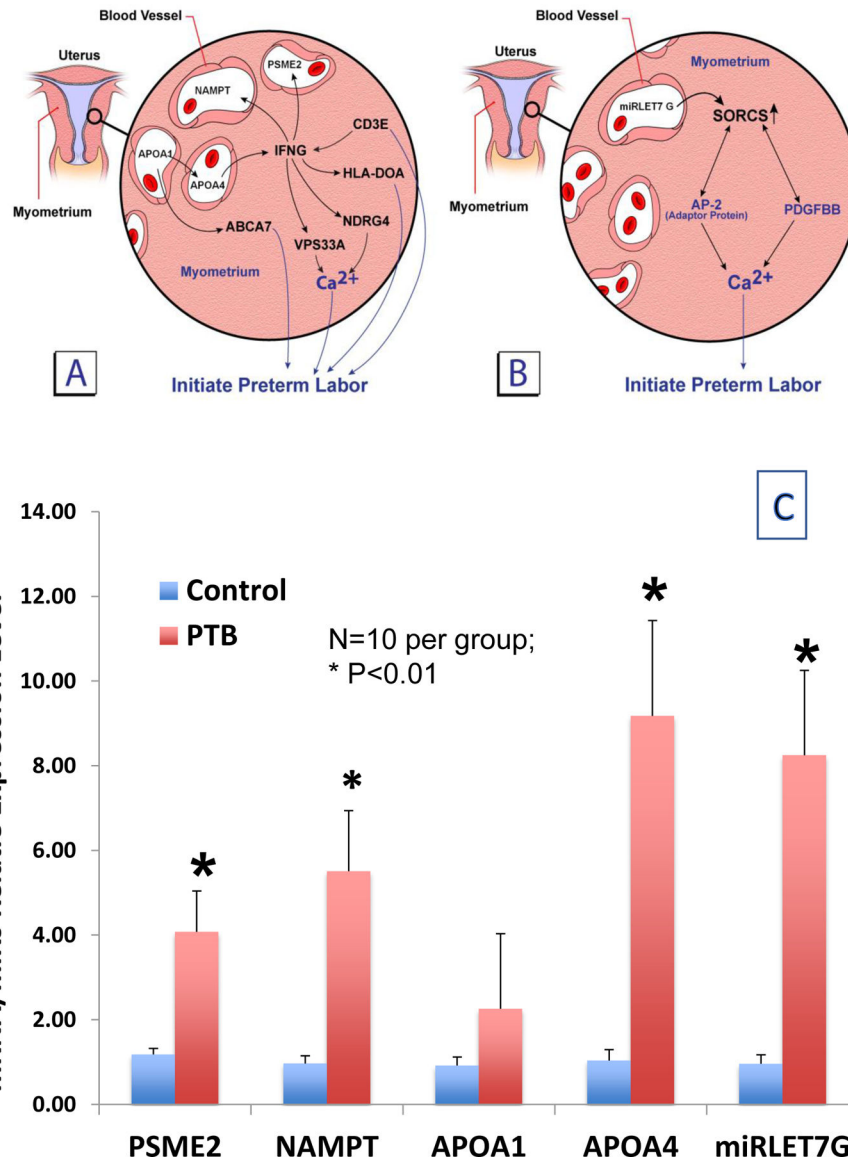 Blood Vessel
Uterus
Myometrium
PSME2
NAMPT
CD3E
APOA1
APOA4
IFNG
HLA-DOA
ABCA7
NDRG4
VPS33A
Myometrium
Ca2+
A
Initiate Preterm Labor
Blood Vessel
Uterus
Myometrium
Myometrium
miRLET7 G
SORCS
AP-2
(Adaptor Protein)
PDGFBB
Ca2+
B
Initiate Preterm Labor
C
14.00
12.00
10.00
8.00
6.00
4.00
2.00
0.00
Control
PTB
N=10 per group;
* P<0.01
*
*
*
*
PSME2
NAMPT
APOA1
APOA4
miRLET7G